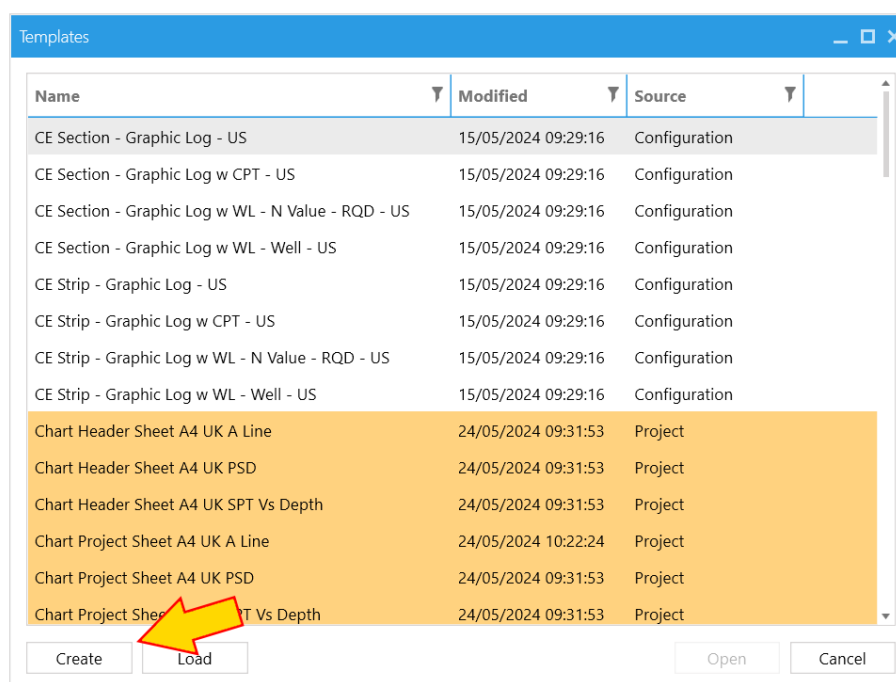 Templates
Name Modified Source
CE Section - Graphic Log - US 15/05/2024 09:29:16 Configuration
CE Section - Graphic Log w CPT - US 15/05/2024 09:29:16 Configuration
CE Section - Graphic Log w WL - N Value - RQD - US 15/05/2024 09:29:16 Configuration
CE Section - Graphic Log w WL - Well - US 15/05/2024 09:29:16 Configuration
CE Strip - Graphic Log - US 15/05/2024 09:29:16 Configuration
CE Strip - Graphic Log w CPT - US 15/05/2024 09:29:16 Configuration
CE Strip - Graphic Log w WL - N Value - RQD - US 15/05/2024 09:29:16 Configuration
CE Strip - Graphic Log w WL - Well - US 15/05/2024 09:29:16 Configuration
Chart Header Sheet A4 UK A Line 24/05/2024 09:31:53 Project
Chart Header Sheet A4 UK PSD 24/05/2024 09:31:53 Project
Chart Header Sheet A4 UK SPT Vs Depth 24/05/2024 09:31:53 Project
Chart Project Sheet A4 UK A Line 24/05/2024 10:22:24 Project
Chart Project Sheet A4 UK PSD 24/05/2024 09:31:53 Project
Chart Project Vs Depth 24/05/2024 09:31:53 Project
Create Load Open Cancel